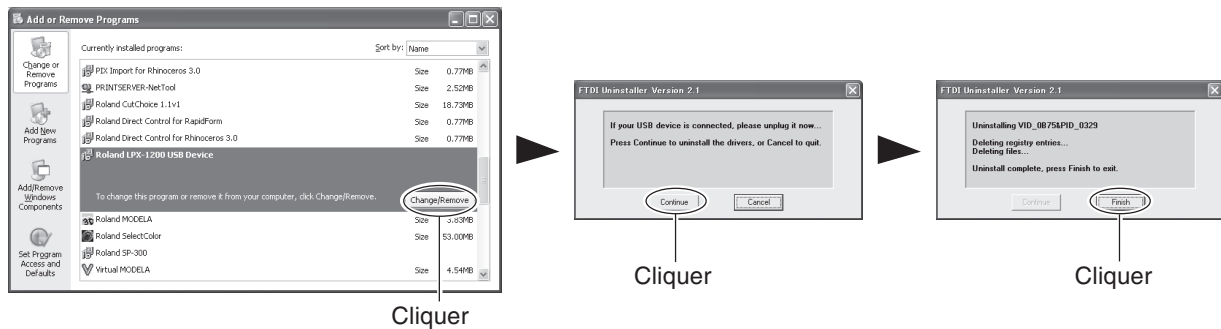 Add or Remove Programs
Change or
Remove
Programs
Add New
Programs
Add/Remove
Windows
Components
Set Program
Access and
Defaults
Currently installed programs:
Sort by: Name
PIX Import for Rhinoceros 3.0 Size 0.77MB
PRINTSERVER-NetTool Size 2.52MB
Roland CutChoice 1.1v1 Size 18.73MB
Roland Direct Control for RapidForm Size 0.77MB
Roland Direct Control for Rhinoceros 3.0 Size 0.77MB
Roland LPX-1200 USB Device
To change this program or remove it from your computer, click Change/Remove. Change/Remove
Roland MODELA Size 3.83MB
Roland SelectColor Size 53.00MB
Roland SP-300
Virtual MODELA Size 4.54MB
Cliquer
FTDI Uninstaller Version 2.1
If your USB device is connected, please unplug it now...
Press Continue to uninstall the drivers, or Cancel to quit.
Continue Cancel
Cliquer
FTDI Uninstaller Version 2.1
Uninstalling VID_0B75&PID_0329
Deleting registry entries...
Deleting files...
Uninstall complete, press Finish to exit.
Continue Finish
Cliquer